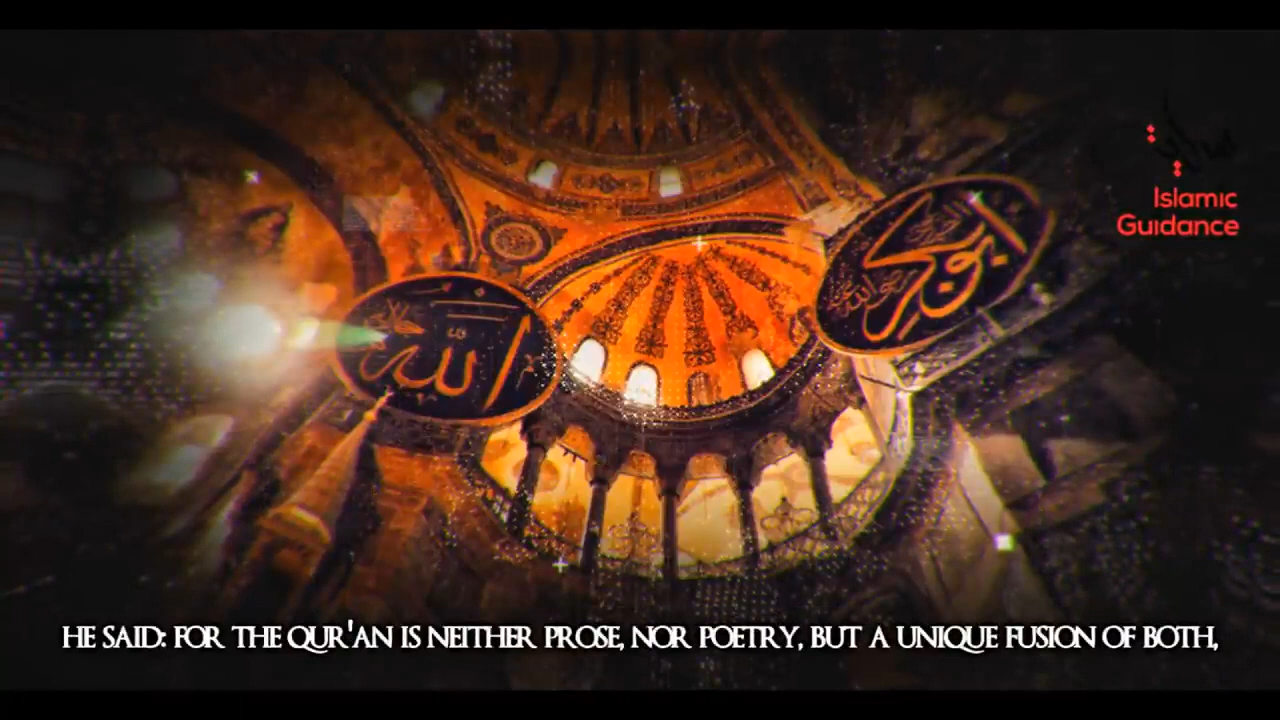 Islamic
Guidance
الله
ابوبكر
HE SAID: FOR THE QUR'AN IS NEITHER PROSE, NOR POETRY, BUT A UNIQUE FUSION OF BOTH,